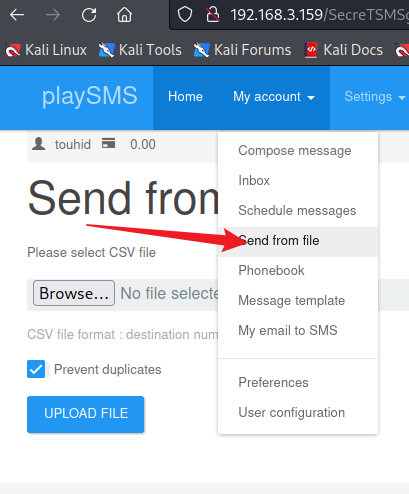 192.168.3.159/SecreTSMSg
Kali Linux Kali Tools Kali Forums Kali Docs
playSMS Home My account Settings
touhid 0.00
Compose message
Inbox
Schedule messages
Send from
Send from file
Please select CSV file
Phonebook
Browse... No file selecte
Message template
CSV file format : destination num
My email to SMS
Prevent duplicates
Preferences
UPLOAD FILE
User configuration